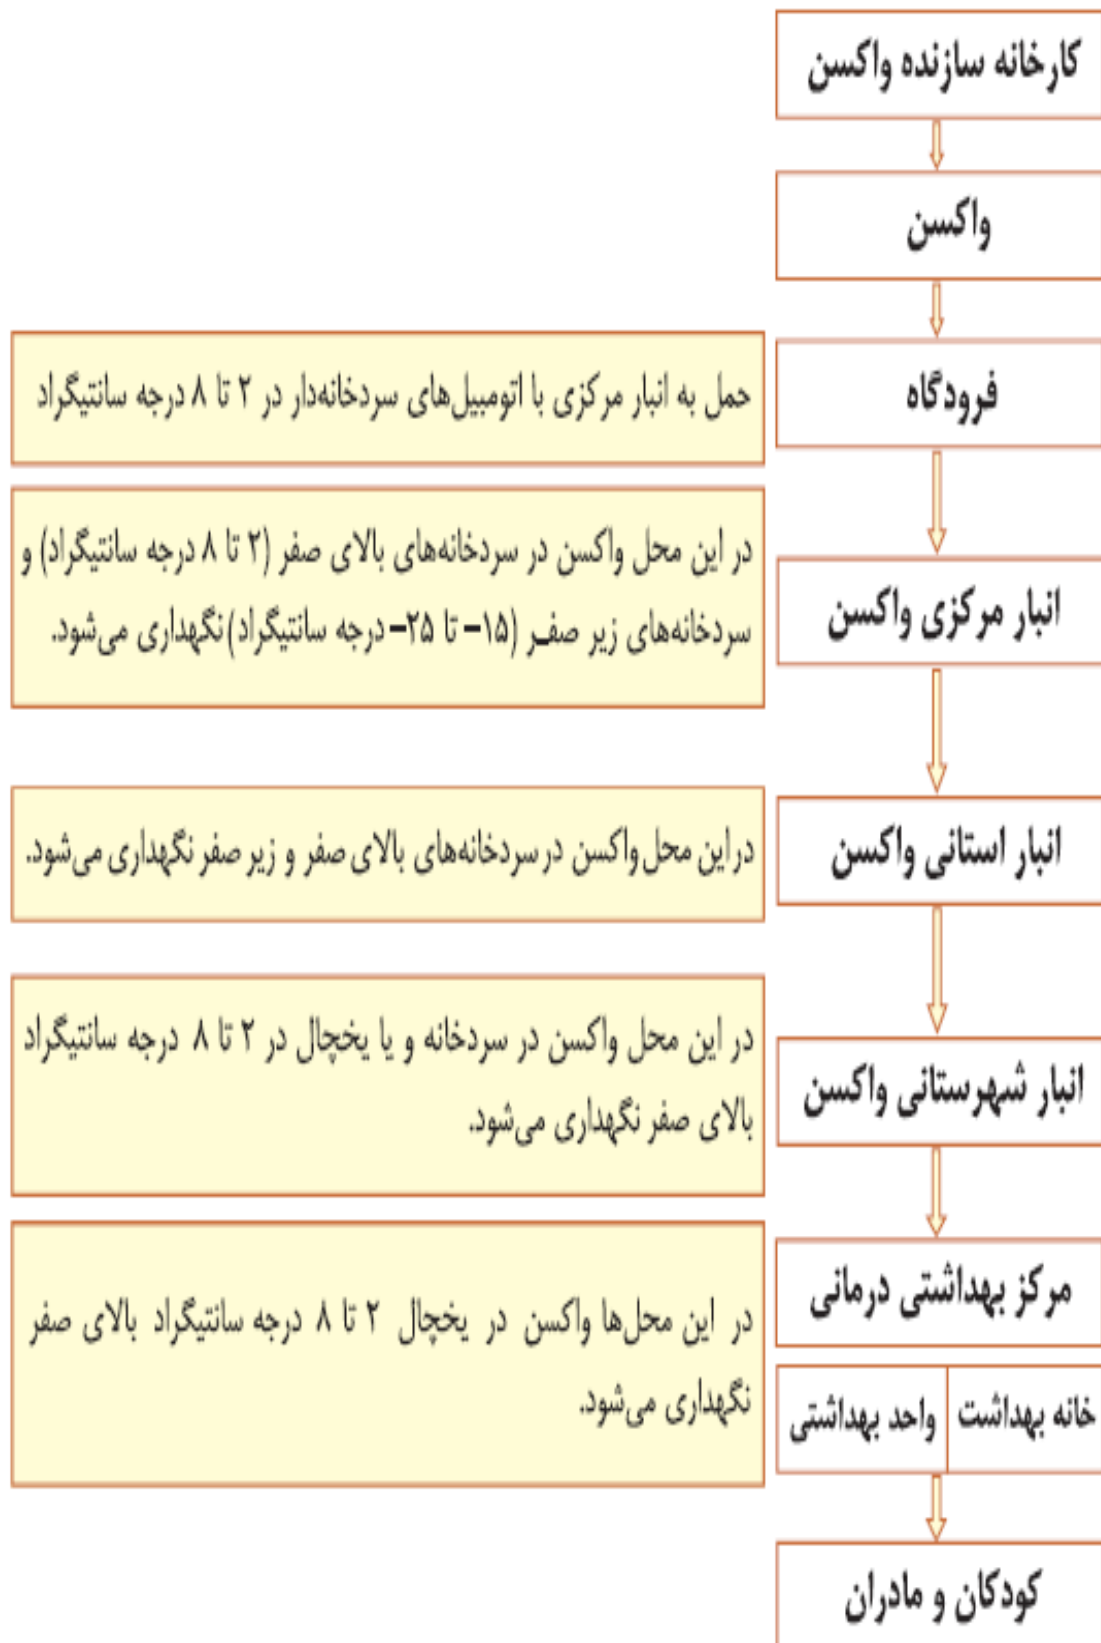 کارخانه سازنده واکسن
واکسن
فرودگاه
حمل به انبار مرکزی با اتومبیل‌های سردخانه‌دار در ۲ تا ۸ درجه سانتیگراد
انبار مرکزی واکسن
در این محل واکسن در سردخانه‌های بالای صفر (۲ تا ۸ درجه سانتیگراد) و
سردخانه‌های زیر صفر (۱۵– تا ۲۵– درجه سانتیگراد) نگهداری می‌شود.
انبار استانی واکسن
در این محل واکسن در سردخانه‌های بالای صفر و زیر صفر نگهداری می‌شود.
انبار شهرستانی واکسن
در این محل واکسن در سردخانه و یا یخچال در ۲ تا ۸ درجه سانتیگراد
بالای صفر نگهداری می‌شود.
مرکز بهداشتی درمانی
خانه بهداشت
واحد بهداشتی
در این محل‌ها واکسن در یخچال ۲ تا ۸ درجه سانتیگراد بالای صفر
نگهداری می‌شود.
کودکان و مادران